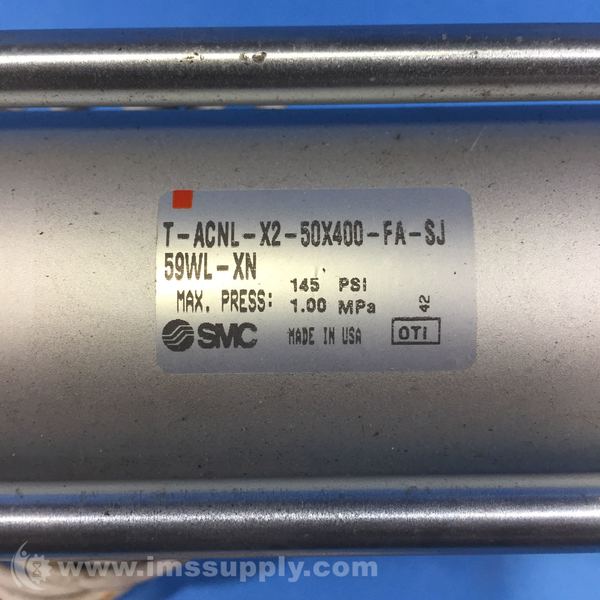 T-ACNL-X2-50X400-FA-SJ
59WL-XN
MAX. PRESS: 145 PSI
1.00 MPa
42
SMC MADE IN USA OTI
www.imssupply.com